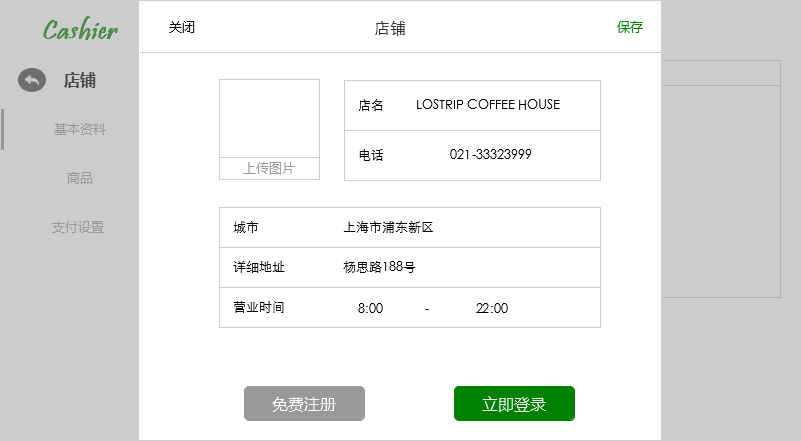 Cashier
店铺
基本资料
商品
支付设置
关闭
店铺
保存
上传图片
店名 LOSTRIP COFFEE HOUSE
电话 021-33323999
城市 上海市浦东新区
详细地址 杨思路188号
营业时间 8:00 - 22:00
免费注册
立即登录